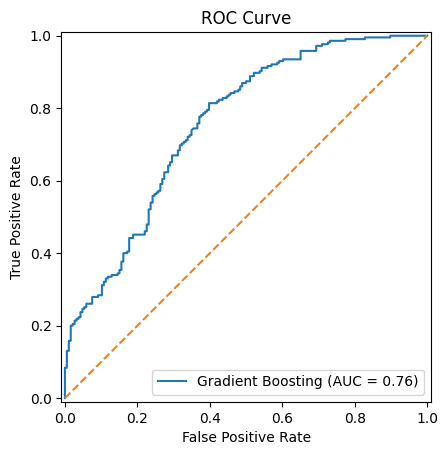 ROC Curve
1.0
0.8
0.6
0.4
0.2
0.0
True Positive Rate
Gradient Boosting (AUC = 0.76)
0.0 0.2 0.4 0.6 0.8 1.0
False Positive Rate